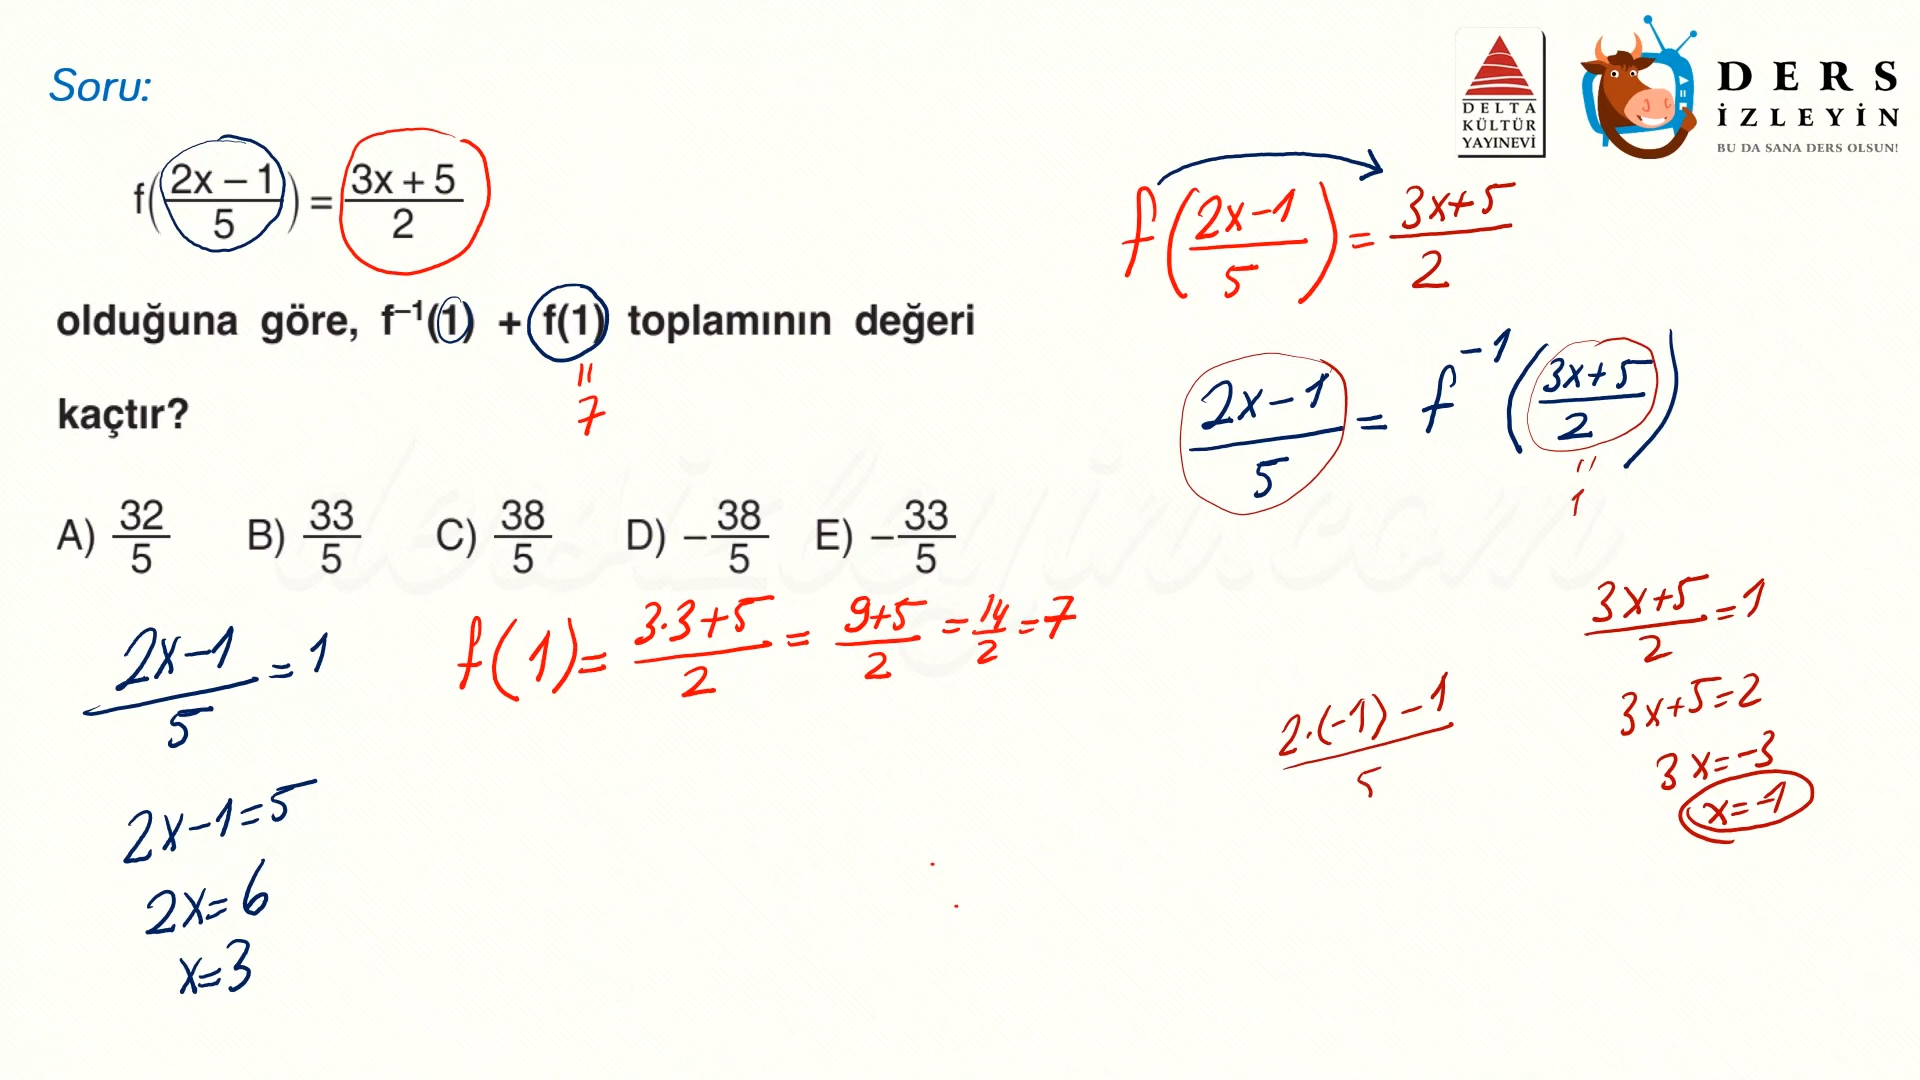 Soru:
DELTA
KÜLTÜR
YAYINEVİ
DERS
İZLEYİN
BU DA SANA DERS OLSUN!
f((2x – 1)/5) = (3x + 5)/2
olduğuna göre, f⁻¹(1) + f(1) toplamının değeri
= 7
kaçtır?
A) 32/5 B) 33/5 C) 38/5 D) –38/5 E) –33/5
dersizleyin.com
(2x-1)/5 = 1
2x-1=5
2x=6
x=3
f(1) = (3·3+5)/2 = (9+5)/2 = 14/2 = 7
f((2x-1)/5) = (3x+5)/2
(2x-1)/5 = f⁻¹((3x+5)/2)
= 1
(3x+5)/2 = 1
3x+5=2
3x=-3
x=-1
(2·(-1)-1)/5